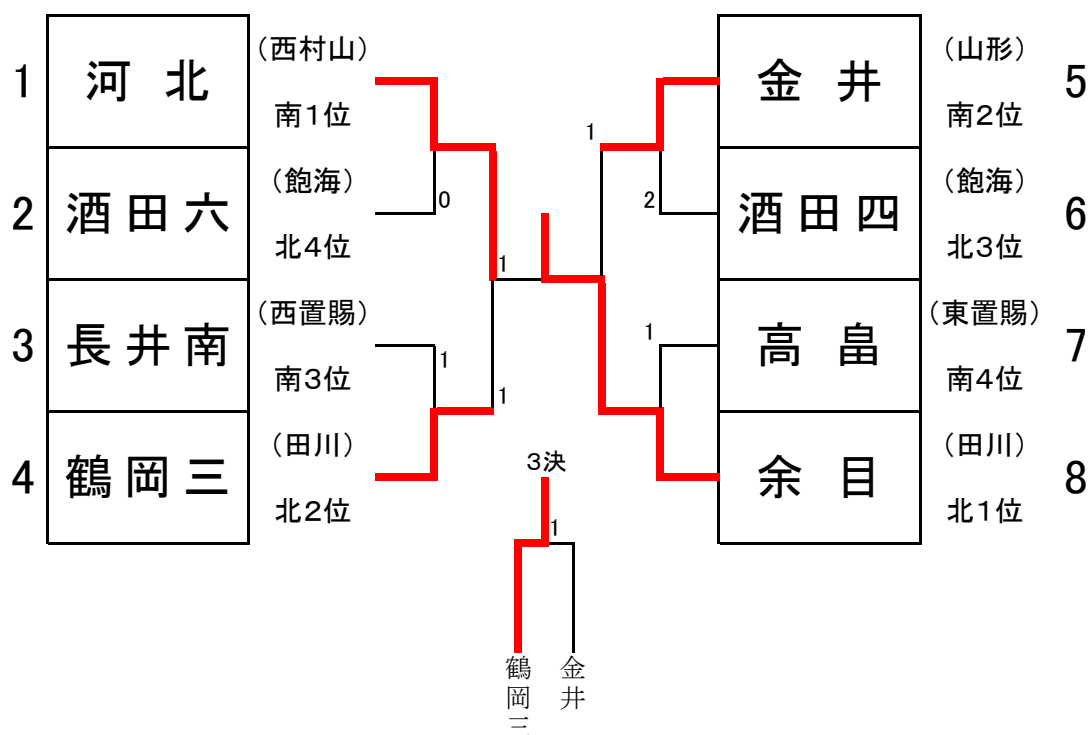 1
河 北
(西村山)
南1位
2
酒 田 六
(飽海)
北4位
3
長 井 南
(西置賜)
南3位
4
鶴 岡 三
(田川)
北2位
0
1
1
1
1
2
1
金 井
(山形)
南2位
5
酒 田 四
(飽海)
北3位
6
高 畠
(東置賜)
南4位
7
余 目
(田川)
北1位
8
3決
1
鶴岡三
金井